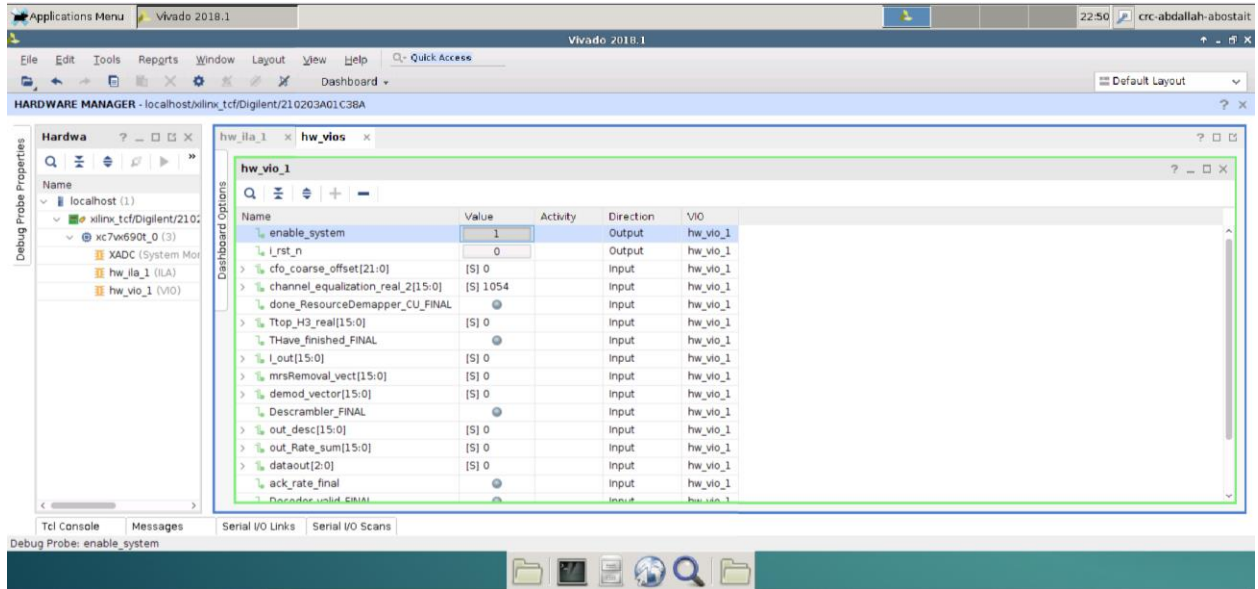 Applications Menu Vivado 2018.1 22:50 crc-abdallah-abostait
Vivado 2018.1
File Edit Tools Reports Window Layout View Help Quick Access
Dashboard Default Layout
HARDWARE MANAGER - localhost/xilinx_tcf/Digilent/210203A01C38A
Debug Probe Properties
Hardwa
Name
localhost (1)
xilinx_tcf/Digilent/2102
xc7vx690t_0 (3)
XADC (System Mor
hw_ila_1 (ILA)
hw_vio_1 (VIO)
hw_ila_1 hw_vios
Dashboard Options
hw_vio_1
Name Value Activity Direction VIO
enable_system 1 Output hw_vio_1
i_rst_n 0 Output hw_vio_1
cfo_coarse_offset[21:0] [S] 0 Input hw_vio_1
channel_equalization_real_2[15:0] [S] 1054 Input hw_vio_1
done_ResourceDemapper_CU_FINAL Input hw_vio_1
Ttop_H3_real[15:0] [S] 0 Input hw_vio_1
THave_finished_FINAL Input hw_vio_1
I_out[15:0] [S] 0 Input hw_vio_1
mrsRemoval_vect[15:0] [S] 0 Input hw_vio_1
demod_vector[15:0] [S] 0 Input hw_vio_1
Descrambler_FINAL Input hw_vio_1
out_desc[15:0] [S] 0 Input hw_vio_1
out_Rate_sum[15:0] [S] 0 Input hw_vio_1
dataout[2:0] [S] 0 Input hw_vio_1
ack_rate_final Input hw_vio_1
Decoder_valid_FINAL Input hw_vio_1
Tcl Console Messages Serial I/O Links Serial I/O Scans
Debug Probe: enable_system